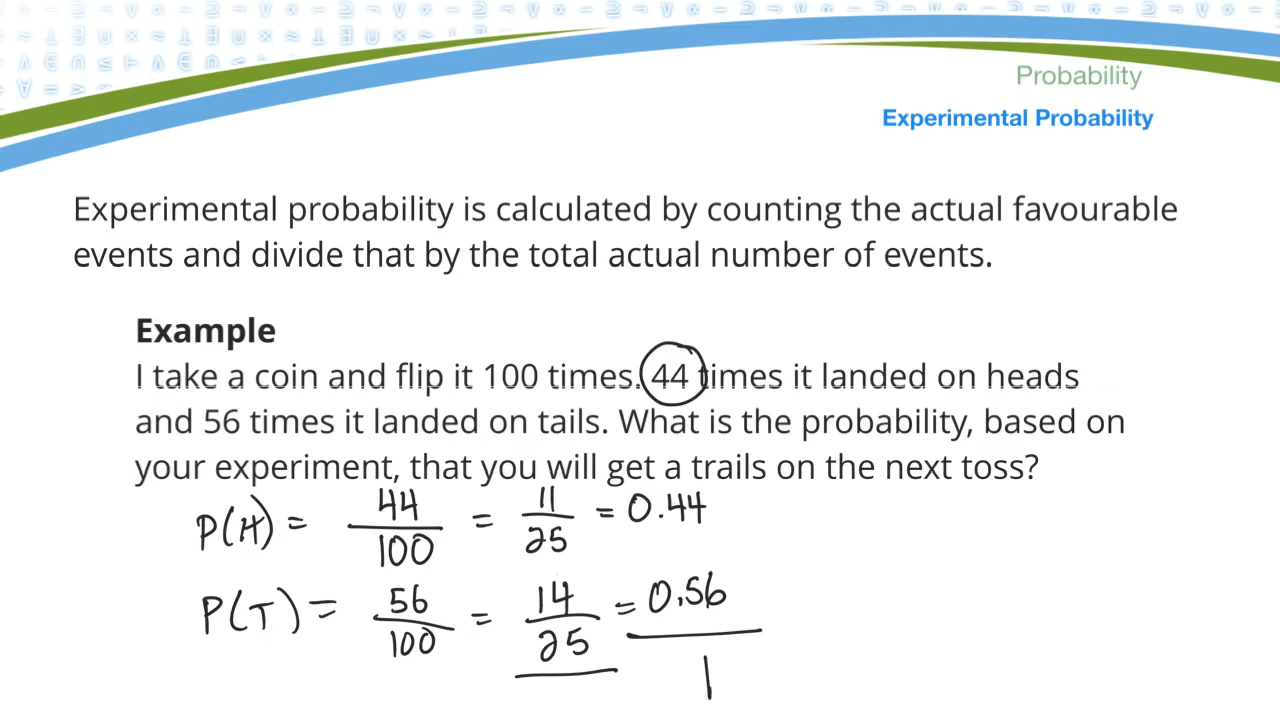 Probability
Experimental Probability
Experimental probability is calculated by counting the actual favourable
events and divide that by the total actual number of events.
Example
I take a coin and flip it 100 times. 44 times it landed on heads
and 56 times it landed on tails. What is the probability, based on
your experiment, that you will get a trails on the next toss?
P(H) = 44/100 = 11/25 = 0.44
P(T) = 56/100 = 14/25 = 0.56
1